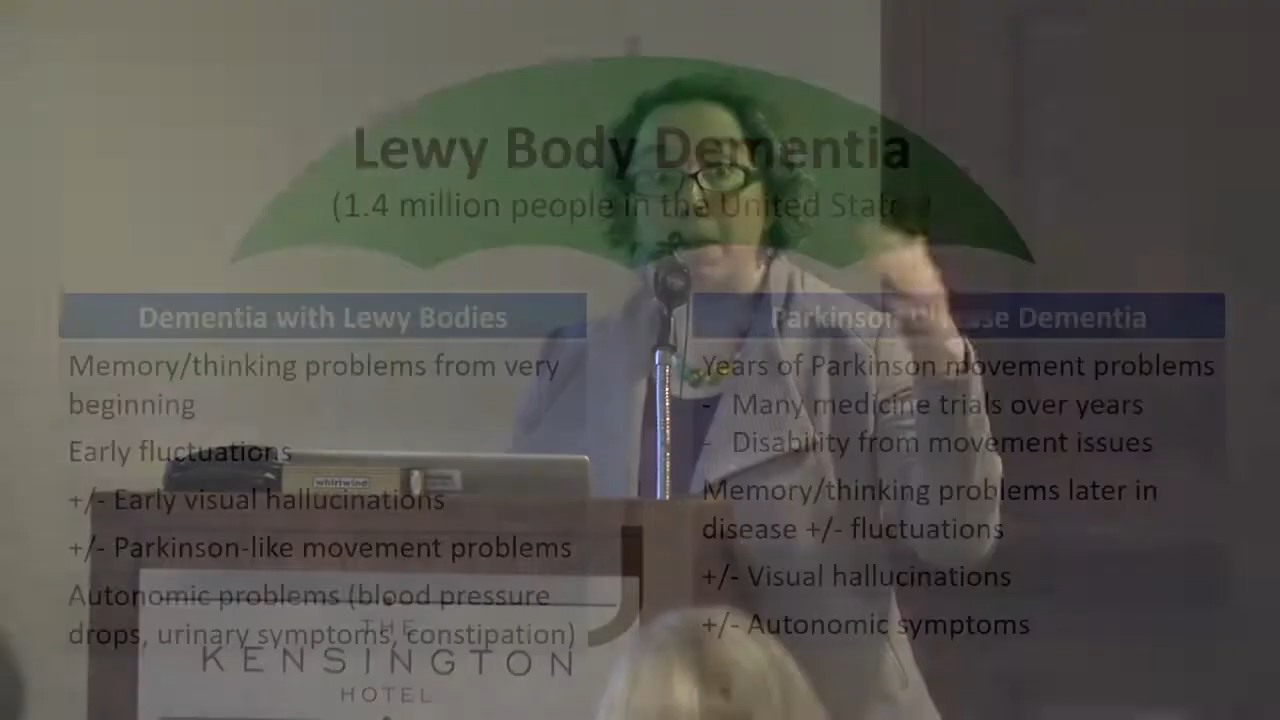 Lewy Body Dementia
(1.4 million people in the United
Dementia with Lewy Bodies
Memory/thinking problems from very
beginning
Early fluctuations
+/- Early visual hallucinations
+/- Parkinson-like movement problems
Autonomic problems (blood pressure
drops, urinary symptoms, constipation)
Parkinson Disease Dementia
Years of Parkinson movement problems
- Many medicine trials over years
- Disability from movement issues
Memory/thinking problems later in
disease +/- fluctuations
+/- Visual hallucinations
+/- Autonomic symptoms
whirlwind
THE
KENSINGTON
HOTEL